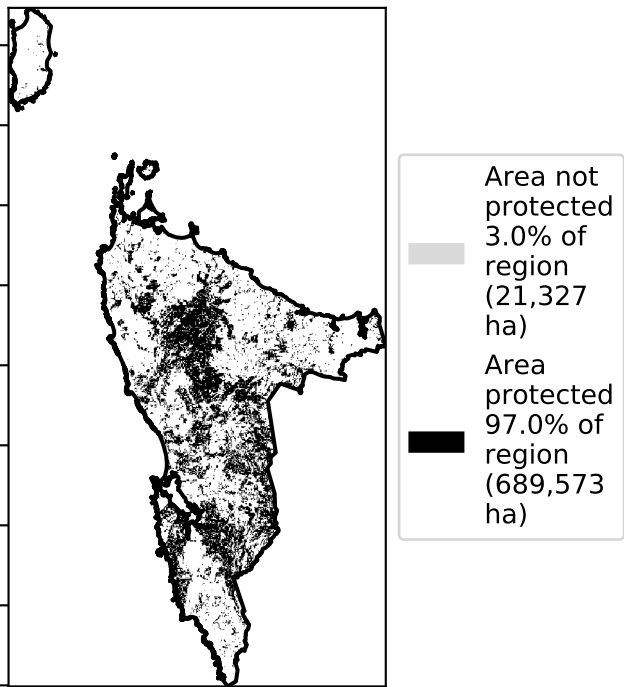 Area not
protected
3.0% of
region
(21,327
ha)
Area
protected
97.0% of
region
(689,573
ha)